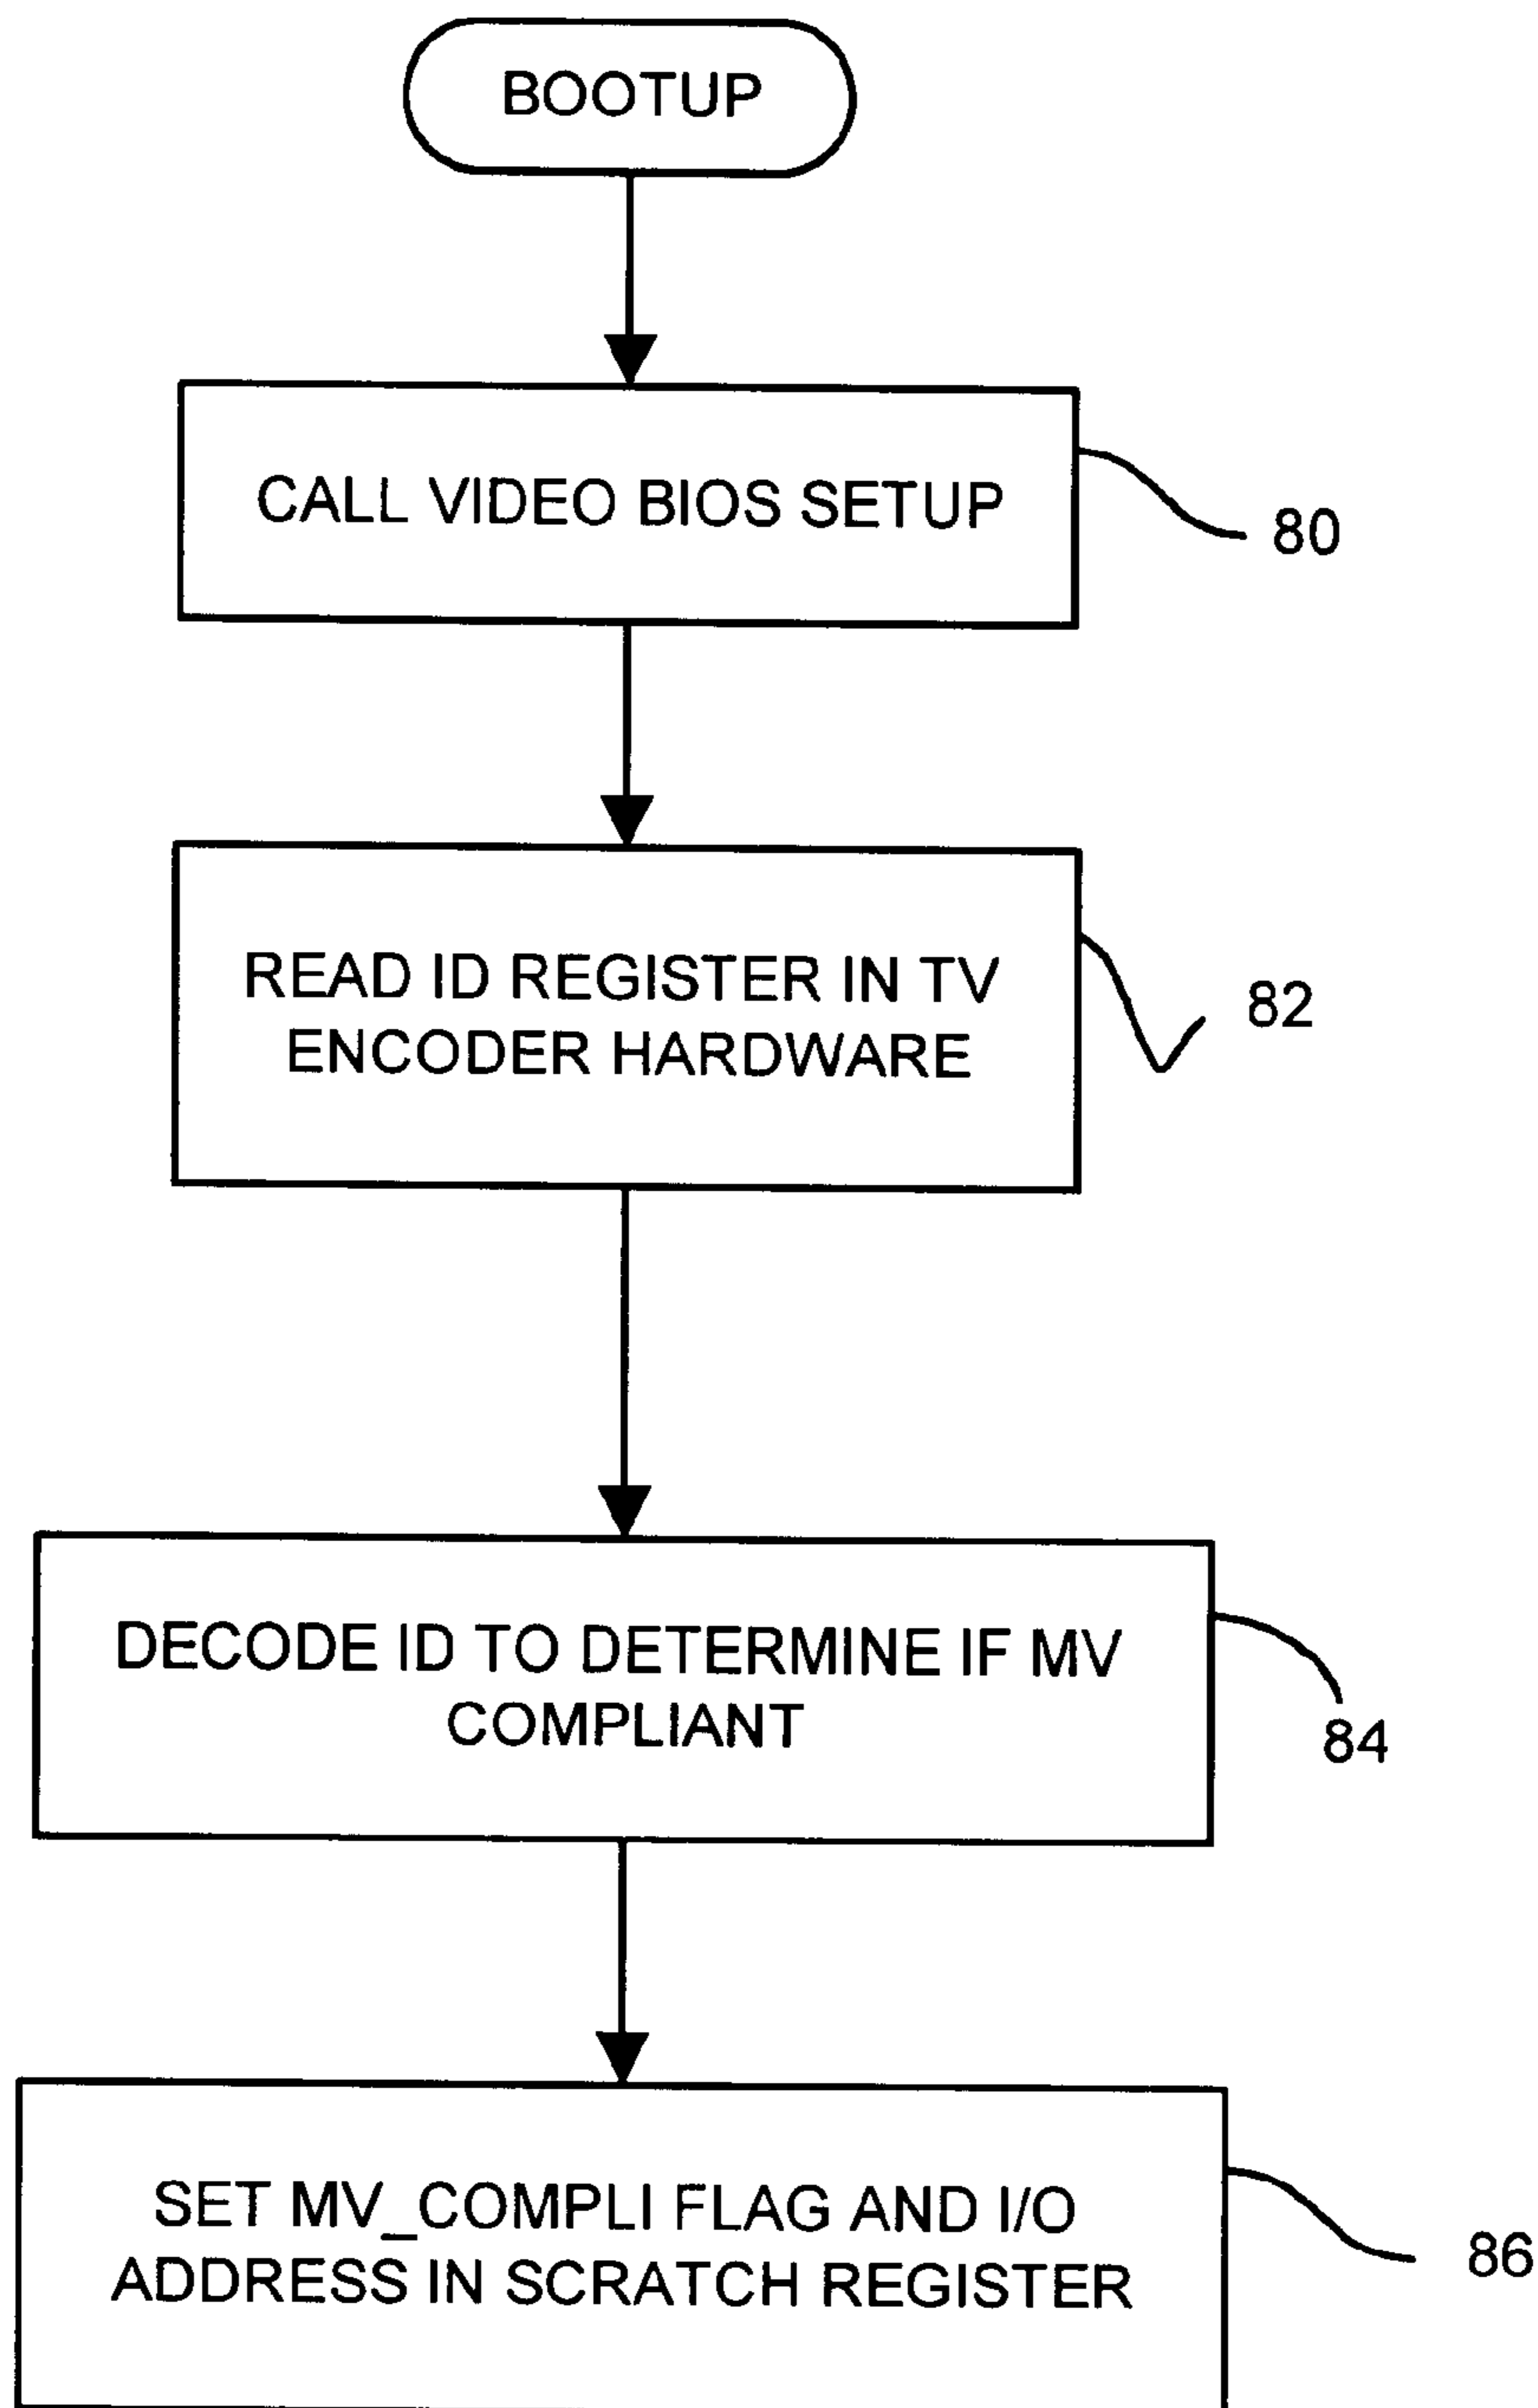 BOOTUP
CALL VIDEO BIOS SETUP
80
READ ID REGISTER IN TV
ENCODER HARDWARE
82
DECODE ID TO DETERMINE IF MV
COMPLIANT
84
SET MV_COMPLI FLAG AND I/O
ADDRESS IN SCRATCH REGISTER
86